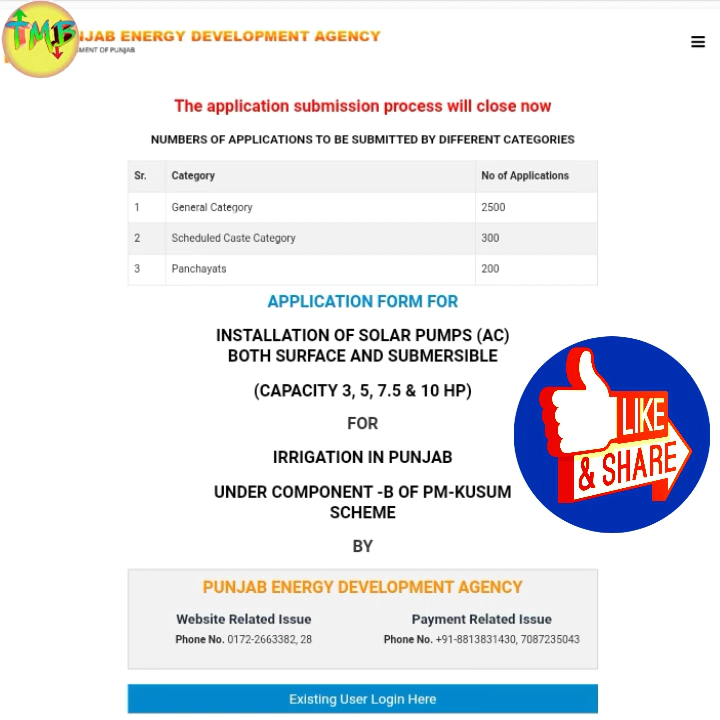 TMB
JAB ENERGY DEVELOPMENT AGENCY
MENT OF PUNJAB
The application submission process will close now
NUMBERS OF APPLICATIONS TO BE SUBMITTED BY DIFFERENT CATEGORIES
Sr. Category No of Applications
1 General Category 2500
2 Scheduled Caste Category 300
3 Panchayats 200
APPLICATION FORM FOR
INSTALLATION OF SOLAR PUMPS (AC)
BOTH SURFACE AND SUBMERSIBLE
(CAPACITY 3, 5, 7.5 & 10 HP)
FOR
IRRIGATION IN PUNJAB
UNDER COMPONENT -B OF PM-KUSUM
SCHEME
BY
LIKE
& SHARE
PUNJAB ENERGY DEVELOPMENT AGENCY
Website Related Issue Payment Related Issue
Phone No. 0172-2663382, 28 Phone No. +91-8813831430, 7087235043
Existing User Login Here